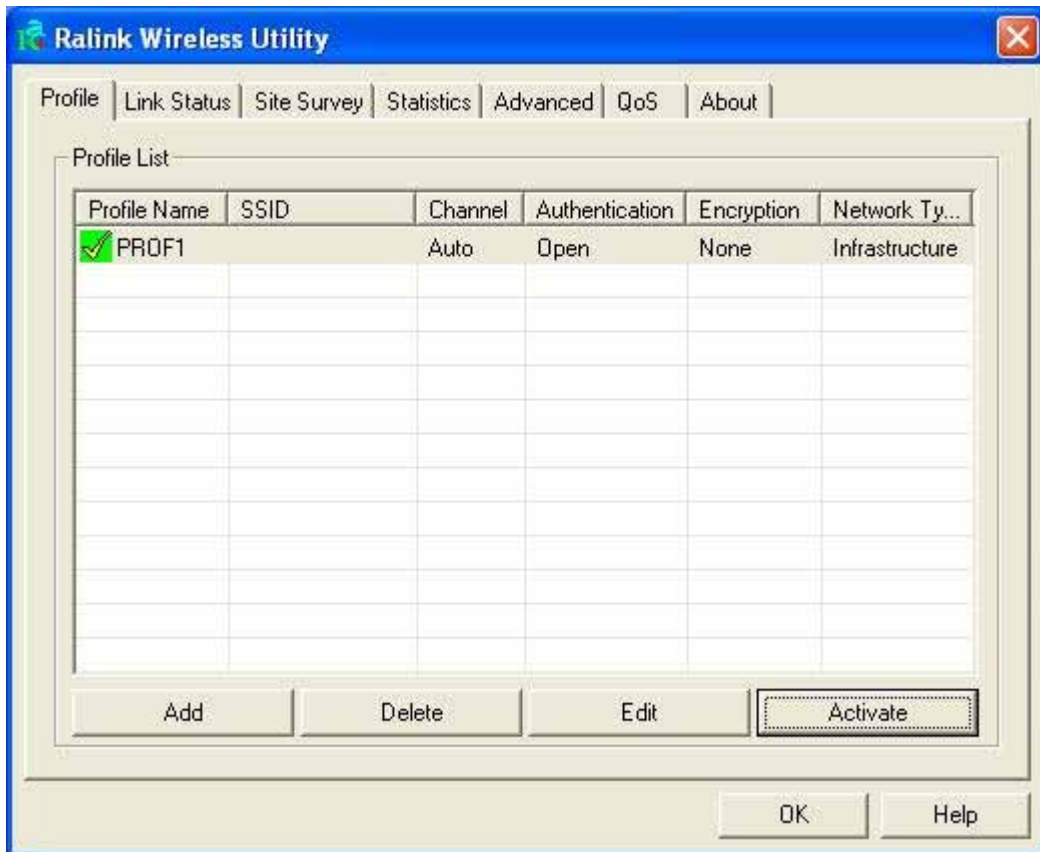 Ralink Wireless Utility
Profile Link Status Site Survey Statistics Advanced QoS About
Profile List
Profile Name SSID Channel Authentication Encryption Network Ty...
PROF1 Auto Open None Infrastructure
Add Delete Edit Activate
OK Help